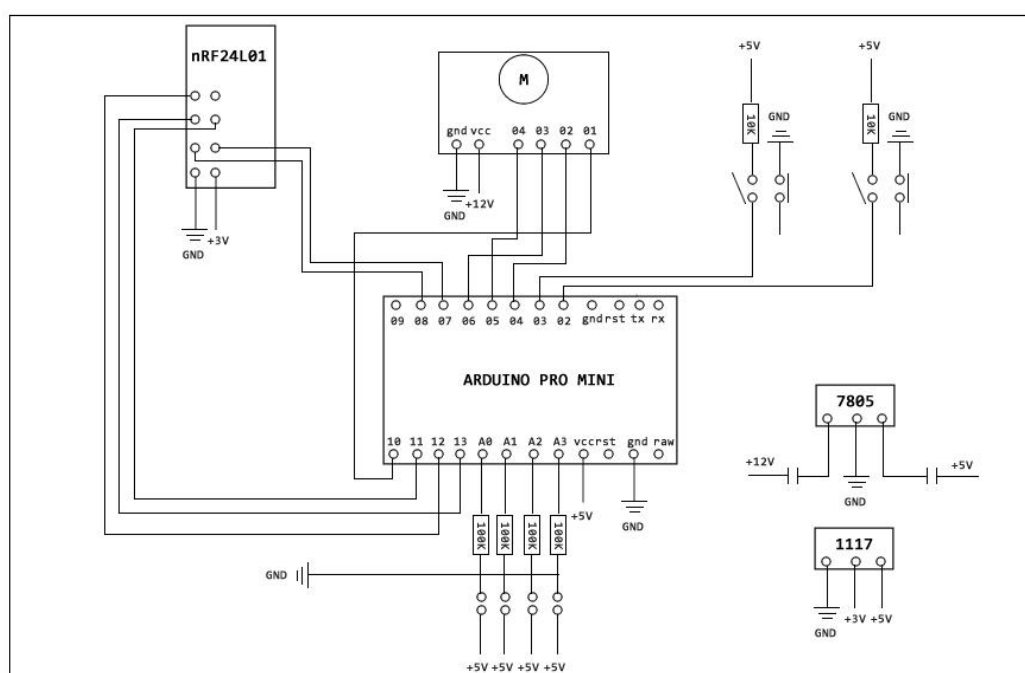 nRF24L01
GND
+3V
M
gnd vcc 04 03 02 01
GND
+12V
+5V
10K
GND
+5V
10K
GND
09 08 07 06 05 04 03 02 gnd rst tx rx
ARDUINO PRO MINI
10 11 12 13 A0 A1 A2 A3 vcc rst gnd raw
+5V
GND
100K 100K 100K 100K
GND
+5V +5V +5V +5V
7805
+12V
GND
+5V
1117
GND
+3V +5V